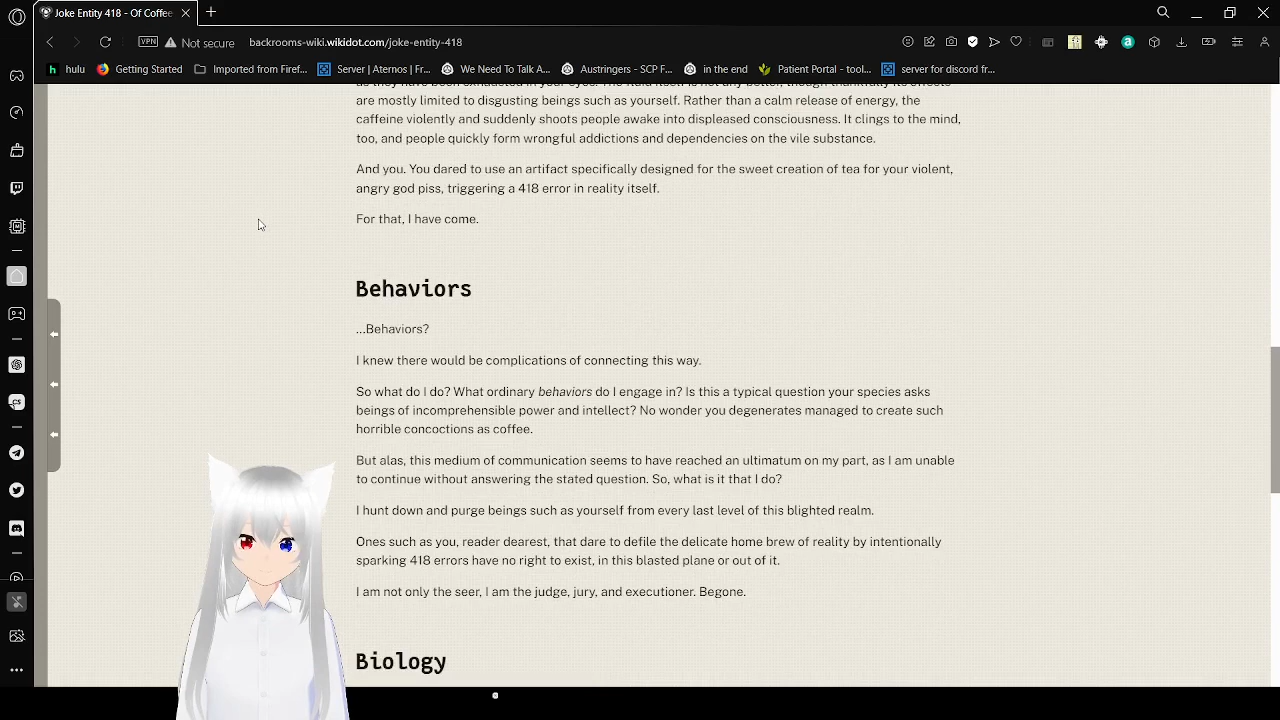 Joke Entity 418 - Of Coffee
VPN
Not secure
backrooms-wiki.wikidot.com/joke-entity-418
h
hulu
Getting Started
Imported from Firef...
Server | Aternos | Fr...
We Need To Talk A...
Austringers - SCP F...
in the end
Patient Portal - tool...
server for discord fr...
are mostly limited to disgusting beings such as yourself. Rather than a calm release of energy, the
caffeine violently and suddenly shoots people awake into displeased consciousness. It clings to the mind,
too, and people quickly form wrongful addictions and dependencies on the vile substance.
And you. You dared to use an artifact specifically designed for the sweet creation of tea for your violent,
angry god piss, triggering a 418 error in reality itself.
For that, I have come.
Behaviors
...Behaviors?
I knew there would be complications of connecting this way.
So what do I do? What ordinary behaviors do I engage in? Is this a typical question your species asks
beings of incomprehensible power and intellect? No wonder you degenerates managed to create such
horrible concoctions as coffee.
But alas, this medium of communication seems to have reached an ultimatum on my part, as I am unable
to continue without answering the stated question. So, what is it that I do?
I hunt down and purge beings such as yourself from every last level of this blighted realm.
Ones such as you, reader dearest, that dare to defile the delicate home brew of reality by intentionally
sparking 418 errors have no right to exist, in this blasted plane or out of it.
I am not only the seer, I am the judge, jury, and executioner. Begone.
Biology